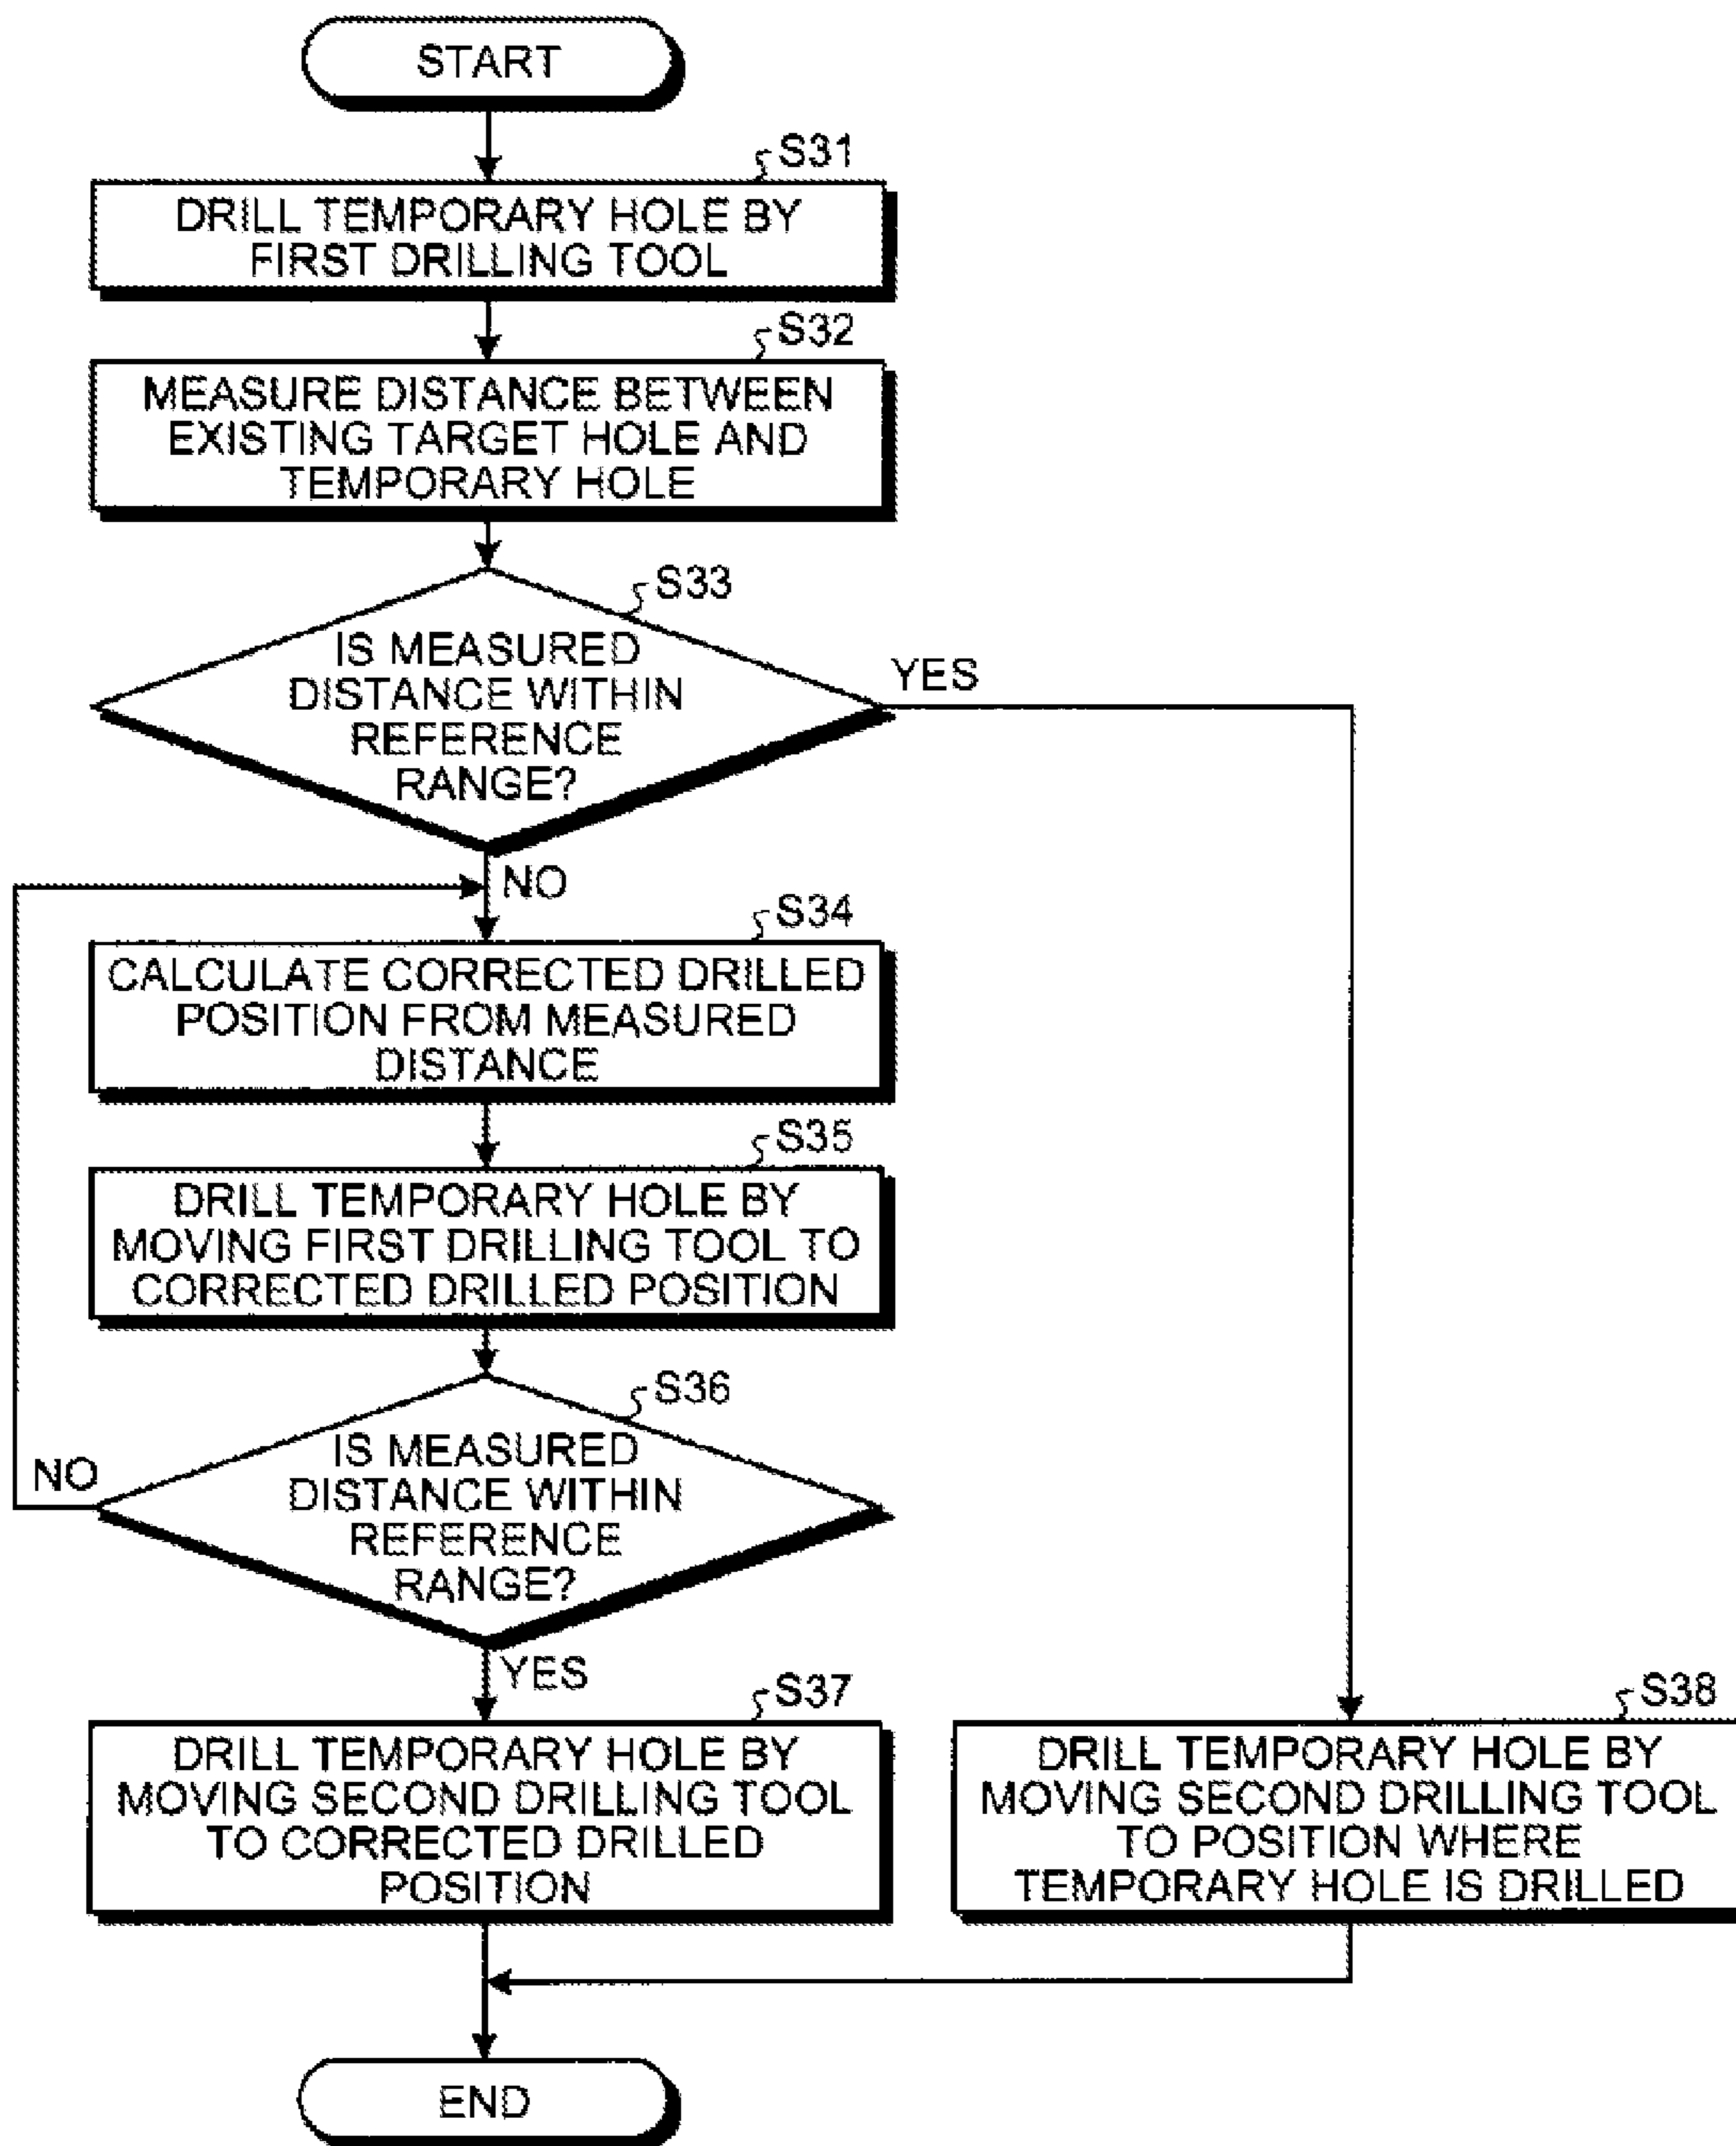 START
S31
DRILL TEMPORARY HOLE BY
FIRST DRILLING TOOL
S32
MEASURE DISTANCE BETWEEN
EXISTING TARGET HOLE AND
TEMPORARY HOLE
S33
IS MEASURED
DISTANCE WITHIN
REFERENCE
RANGE?
YES
NO
S34
CALCULATE CORRECTED DRILLED
POSITION FROM MEASURED
DISTANCE
S35
DRILL TEMPORARY HOLE BY
MOVING FIRST DRILLING TOOL TO
CORRECTED DRILLED POSITION
S36
IS MEASURED
DISTANCE WITHIN
REFERENCE
RANGE?
NO
YES
S37
DRILL TEMPORARY HOLE BY
MOVING SECOND DRILLING TOOL
TO CORRECTED DRILLED
POSITION
S38
DRILL TEMPORARY HOLE BY
MOVING SECOND DRILLING TOOL
TO POSITION WHERE
TEMPORARY HOLE IS DRILLED
END